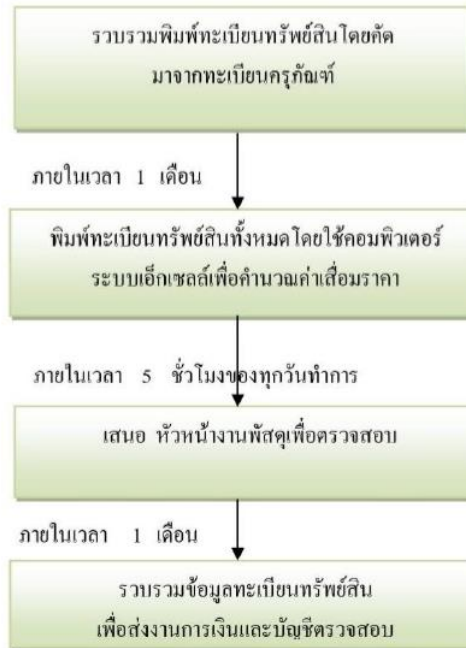 รวบรวมพิมพ์ทะเบียนทรัพย์สินโดยคัด
มาจากทะเบียนครุภัณฑ์
ภายในเวลา 1 เดือน
พิมพ์ทะเบียนทรัพย์สินทั้งหมดโดยใช้คอมพิวเตอร์
ระบบเอ็กเซลล์เพื่อคำนวณค่าเสื่อมราคา
ภายในเวลา 5 ชั่วโมงของทุกวันทำการ
เสนอ หัวหน้างานพัสดุเพื่อตรวจสอบ
ภายในเวลา 1 เดือน
รวบรวมข้อมูลทะเบียนทรัพย์สิน
เพื่อส่งงานการเงินและบัญชีตรวจสอบ